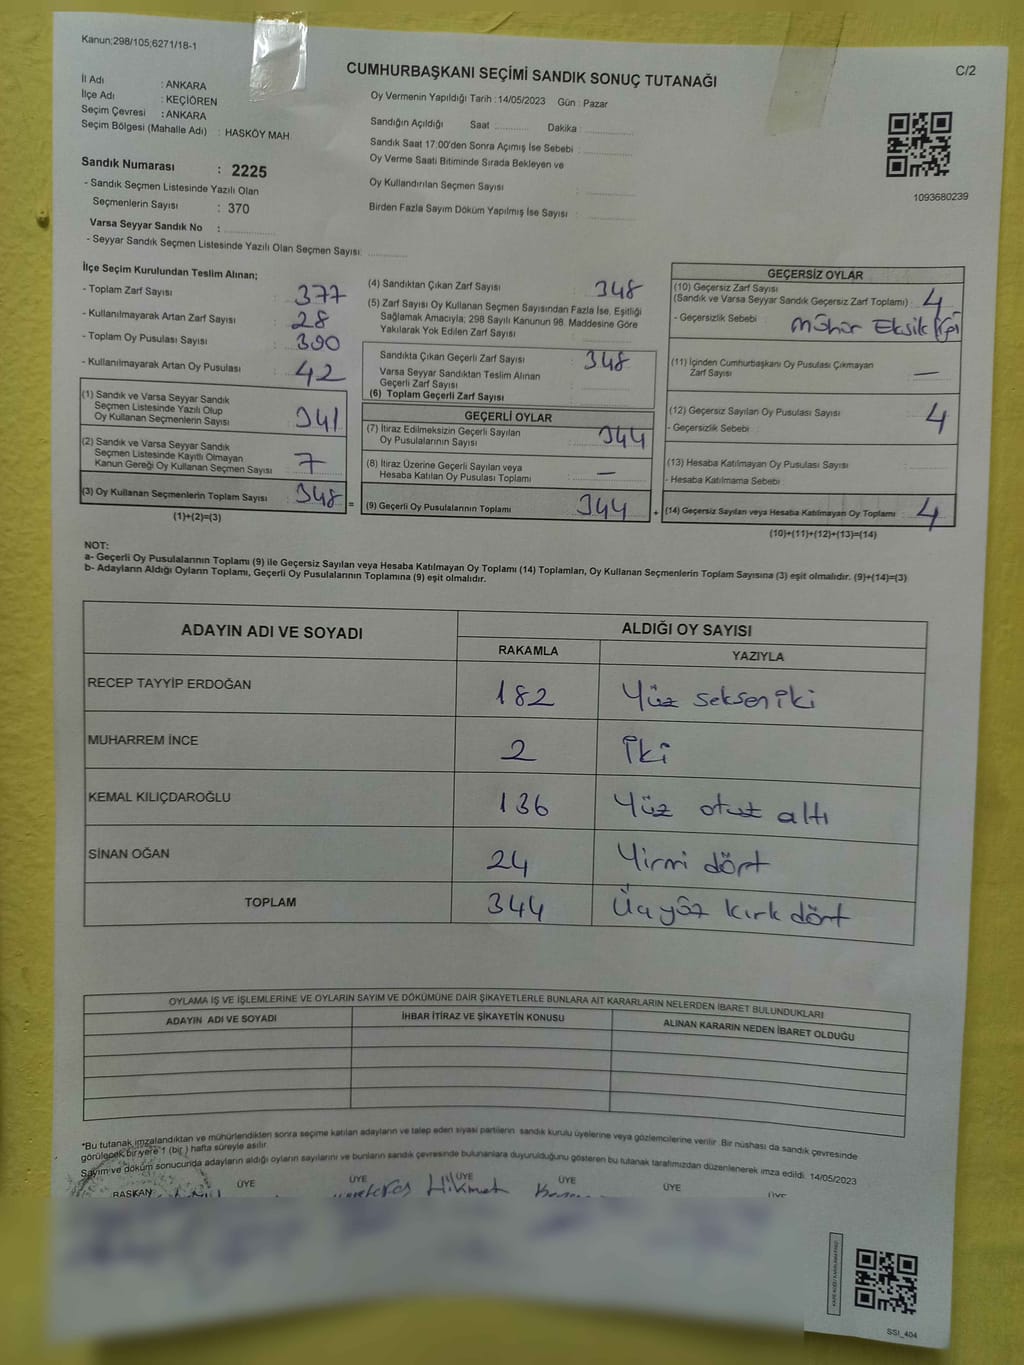 Kanun;298/105;6271/18-1
C/2
CUMHURBAŞKANI SEÇİMİ SANDIK SONUÇ TUTANAĞI
İl Adı : ANKARA
İlçe Adı : KEÇİÖREN
Seçim Çevresi : ANKARA
Seçim Bölgesi (Mahalle Adı) : HASKÖY MAH.
Sandık Numarası : 2225
- Sandık Seçmen Listesinde Yazılı Olan
Seçmenlerin Sayısı : 370
Varsa Seyyar Sandık No :
- Seyyar Sandık Seçmen Listesinde Yazılı Olan Seçmen Sayısı:
Oy Vermenin Yapıldığı Tarih :14/05/2023 Gün : Pazar
Sandığın Açıldığı Saat Dakika :
Sandık Saat 17:00'den Sonra Açımış İse Sebebi :
Oy Verme Saati Bitiminde Sırada Bekleyen ve
Oy Kullandırılan Seçmen Sayısı :
Birden Fazla Sayım Döküm Yapılmış İse Sayısı :
1093680239
İlçe Seçim Kurulundan Teslim Alınan;
- Toplam Zarf Sayısı : 377
- Kullanılmayarak Artan Zarf Sayısı : 28
- Toplam Oy Pusulası Sayısı : 390
- Kullanılmayarak Artan Oy Pusulası : 42
(1) Sandık ve Varsa Seyyar Sandık
Seçmen Listesinde Yazılı Olup
Oy Kullanan Seçmenlerin Sayısı : 341
(2) Sandık ve Varsa Seyyar Sandık
Seçmen Listesinde Kayıtlı Olmayan
Kanun Gereği Oy Kullanan Seçmen Sayısı : 7
(3) Oy Kullanan Seçmenlerin Toplam Sayısı : 348 =
(1)+(2)=(3)
(4) Sandıktan Çıkan Zarf Sayısı : 348
(5) Zarf Sayısı Oy Kullanan Seçmen Sayısından Fazla İse, Eşitliği
Sağlamak Amacıyla; 298 Sayılı Kanunun 98. Maddesine Göre
Yakılarak Yok Edilen Zarf Sayısı :
Sandıkta Çıkan Geçerli Zarf Sayısı : 348
Varsa Seyyar Sandıktan Teslim Alınan
Geçerli Zarf Sayısı :
(6) Toplam Geçerli Zarf Sayısı :
GEÇERLİ OYLAR
(7) İtiraz Edilmeksizin Geçerli Sayılan
Oy Pusulalarının Sayısı : 344
(8) İtiraz Üzerine Geçerli Sayılan veya
Hesaba Katılan Oy Pusulası Toplamı : —
(9) Geçerli Oy Pusulalarının Toplamı : 344 +
GEÇERSİZ OYLAR
(10) Geçersiz Zarf Sayısı
(Sandık ve Varsa Seyyar Sandık Geçersiz Zarf Toplamı) : 4
- Geçersizlik Sebebi : Mühür Eksikliği
(11) İçinden Cumhurbaşkanı Oy Pusulası Çıkmayan
Zarf Sayısı : —
(12) Geçersiz Sayılan Oy Pusulası Sayısı : 4
- Geçersizlik Sebebi :
(13) Hesaba Katılmayan Oy Pusulası Sayısı :
- Hesaba Katılmama Sebebi :
(14) Geçersiz Sayılan veya Hesaba Katılmayan Oy Toplamı : 4
(10)+(11)+(12)+(13)=(14)
NOT:
a- Geçerli Oy Pusulalarının Toplamı (9) ile Geçersiz Sayılan veya Hesaba Katılmayan Oy Toplamı (14) Toplamları, Oy Kullanan Seçmenlerin Toplam Sayısına (3) eşit olmalıdır. (9)+(14)=(3)
b- Adayların Aldığı Oyların Toplamı, Geçerli Oy Pusulalarının Toplamına (9) eşit olmalıdır.
ADAYIN ADI VE SOYADI ALDIĞI OY SAYISI
RAKAMLA YAZIYLA
RECEP TAYYİP ERDOĞAN 182 Yüz seksen iki
MUHARREM İNCE 2 iki
KEMAL KILIÇDAROĞLU 136 Yüz otuz altı
SİNAN OĞAN 24 Yirmi dört
TOPLAM 344 Üçyüz kırk dört
OYLAMA İŞ VE İŞLEMLERİNE VE OYLARIN SAYIM VE DÖKÜMÜNE DAİR ŞİKAYETLERLE BUNLARA AİT KARARLARIN NELERDEN İBARET BULUNDUKLARI
ADAYIN ADI VE SOYADI İHBAR İTİRAZ VE ŞİKAYETİN KONUSU ALINAN KARARIN NEDEN İBARET OLDUĞU
*Bu tutanak imzalandıktan ve mühürlendikten sonra seçime katılan adayların ve talep eden siyasi partilerin sandık kurulu üyelerine veya gözlemcilerine verilir. Bir nüshası da sandık çevresinde
görülecek bir yere 1 (bir ) hafta süreyle asılır.
Sayım ve döküm sonucunda adayların aldığı oyların sayılarını ve bunların sandık çevresinde bulunanlara duyurulduğunu gösteren bu tutanak tarafımızdan düzenlenerek imza edildi. 14/05/2023
BAŞKAN ÜYE ÜYE ÜYE ÜYE ÜYE ÜYE
Hikmet
SSİ_404